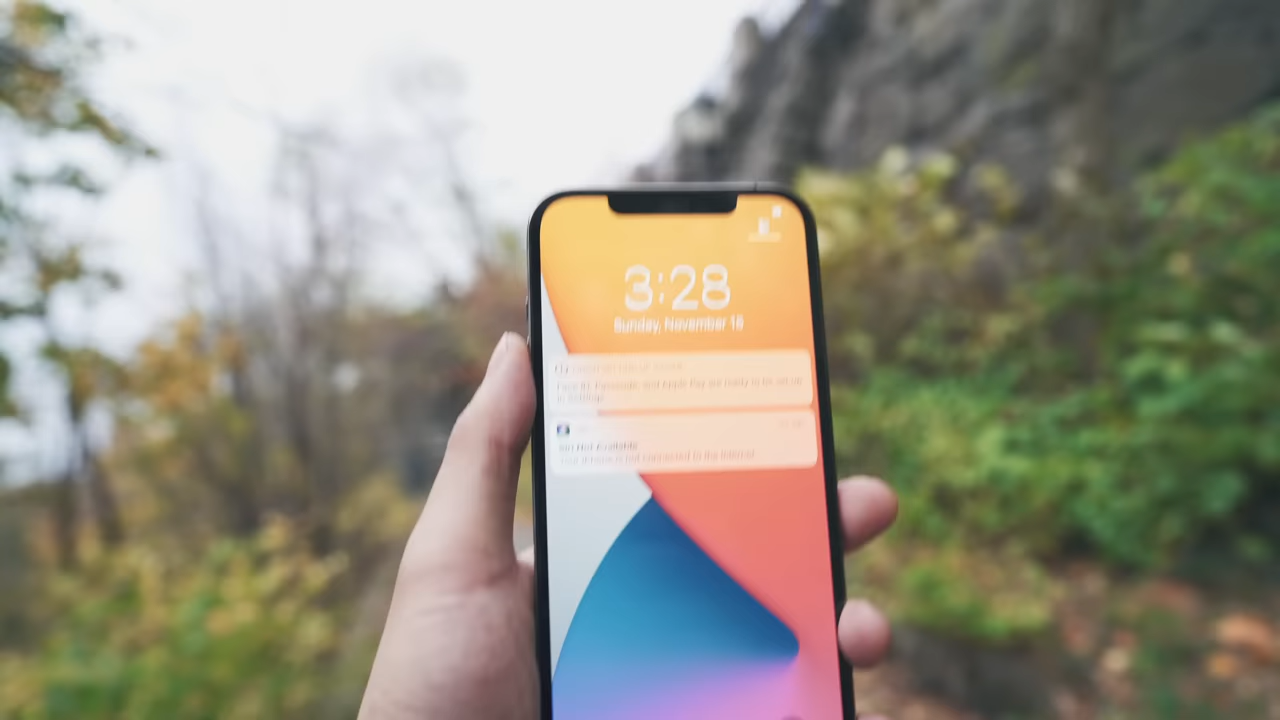 3:28
Sunday, November 15
Face ID, Passcode, and Apple Pay are ready to be set up
in Settings.
Siri Not Available
Your iPhone is not connected to the Internet.